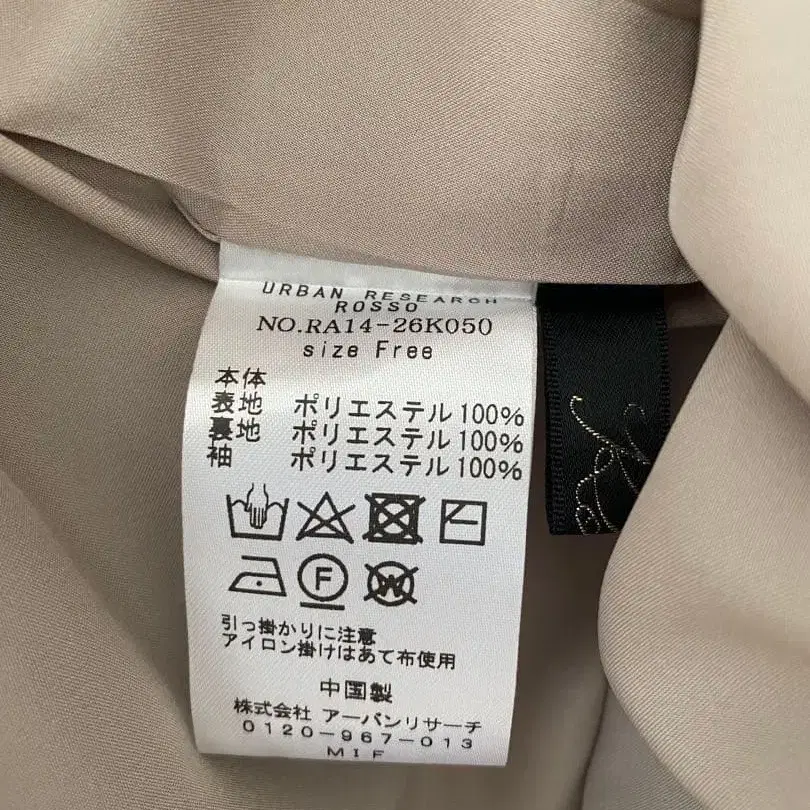 URBAN RESEARCH
ROSSO
NO.RA14-26K050
size Free
本体
表地 ポリエステル100%
裏地 ポリエステル100%
袖 ポリエステル100%
F
W
引っ掛かりに注意
アイロン掛けはあて布使用
中国製
株式会社 アーバンリサーチ
0120-967-013
MIF